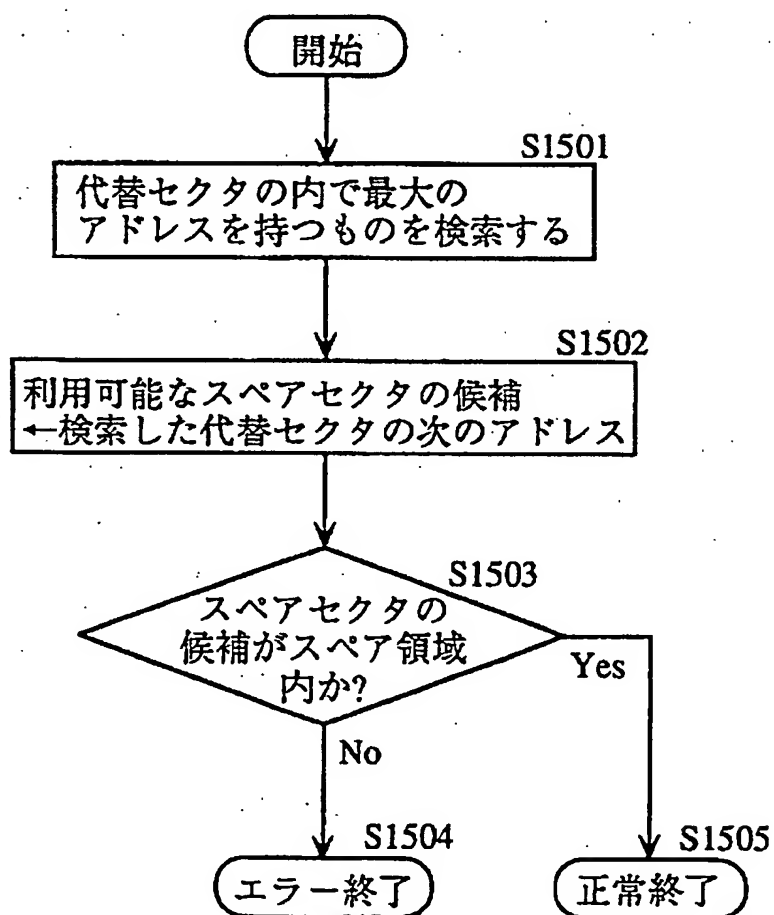 開始
S1501
代替セクタの内で最大の
アドレスを持つものを検索する
S1502
利用可能なスペアセクタの候補
←検索した代替セクタの次のアドレス
S1503
スペアセクタの
候補がスペア領域
内か?
Yes
No
S1504
エラー終了
S1505
正常終了